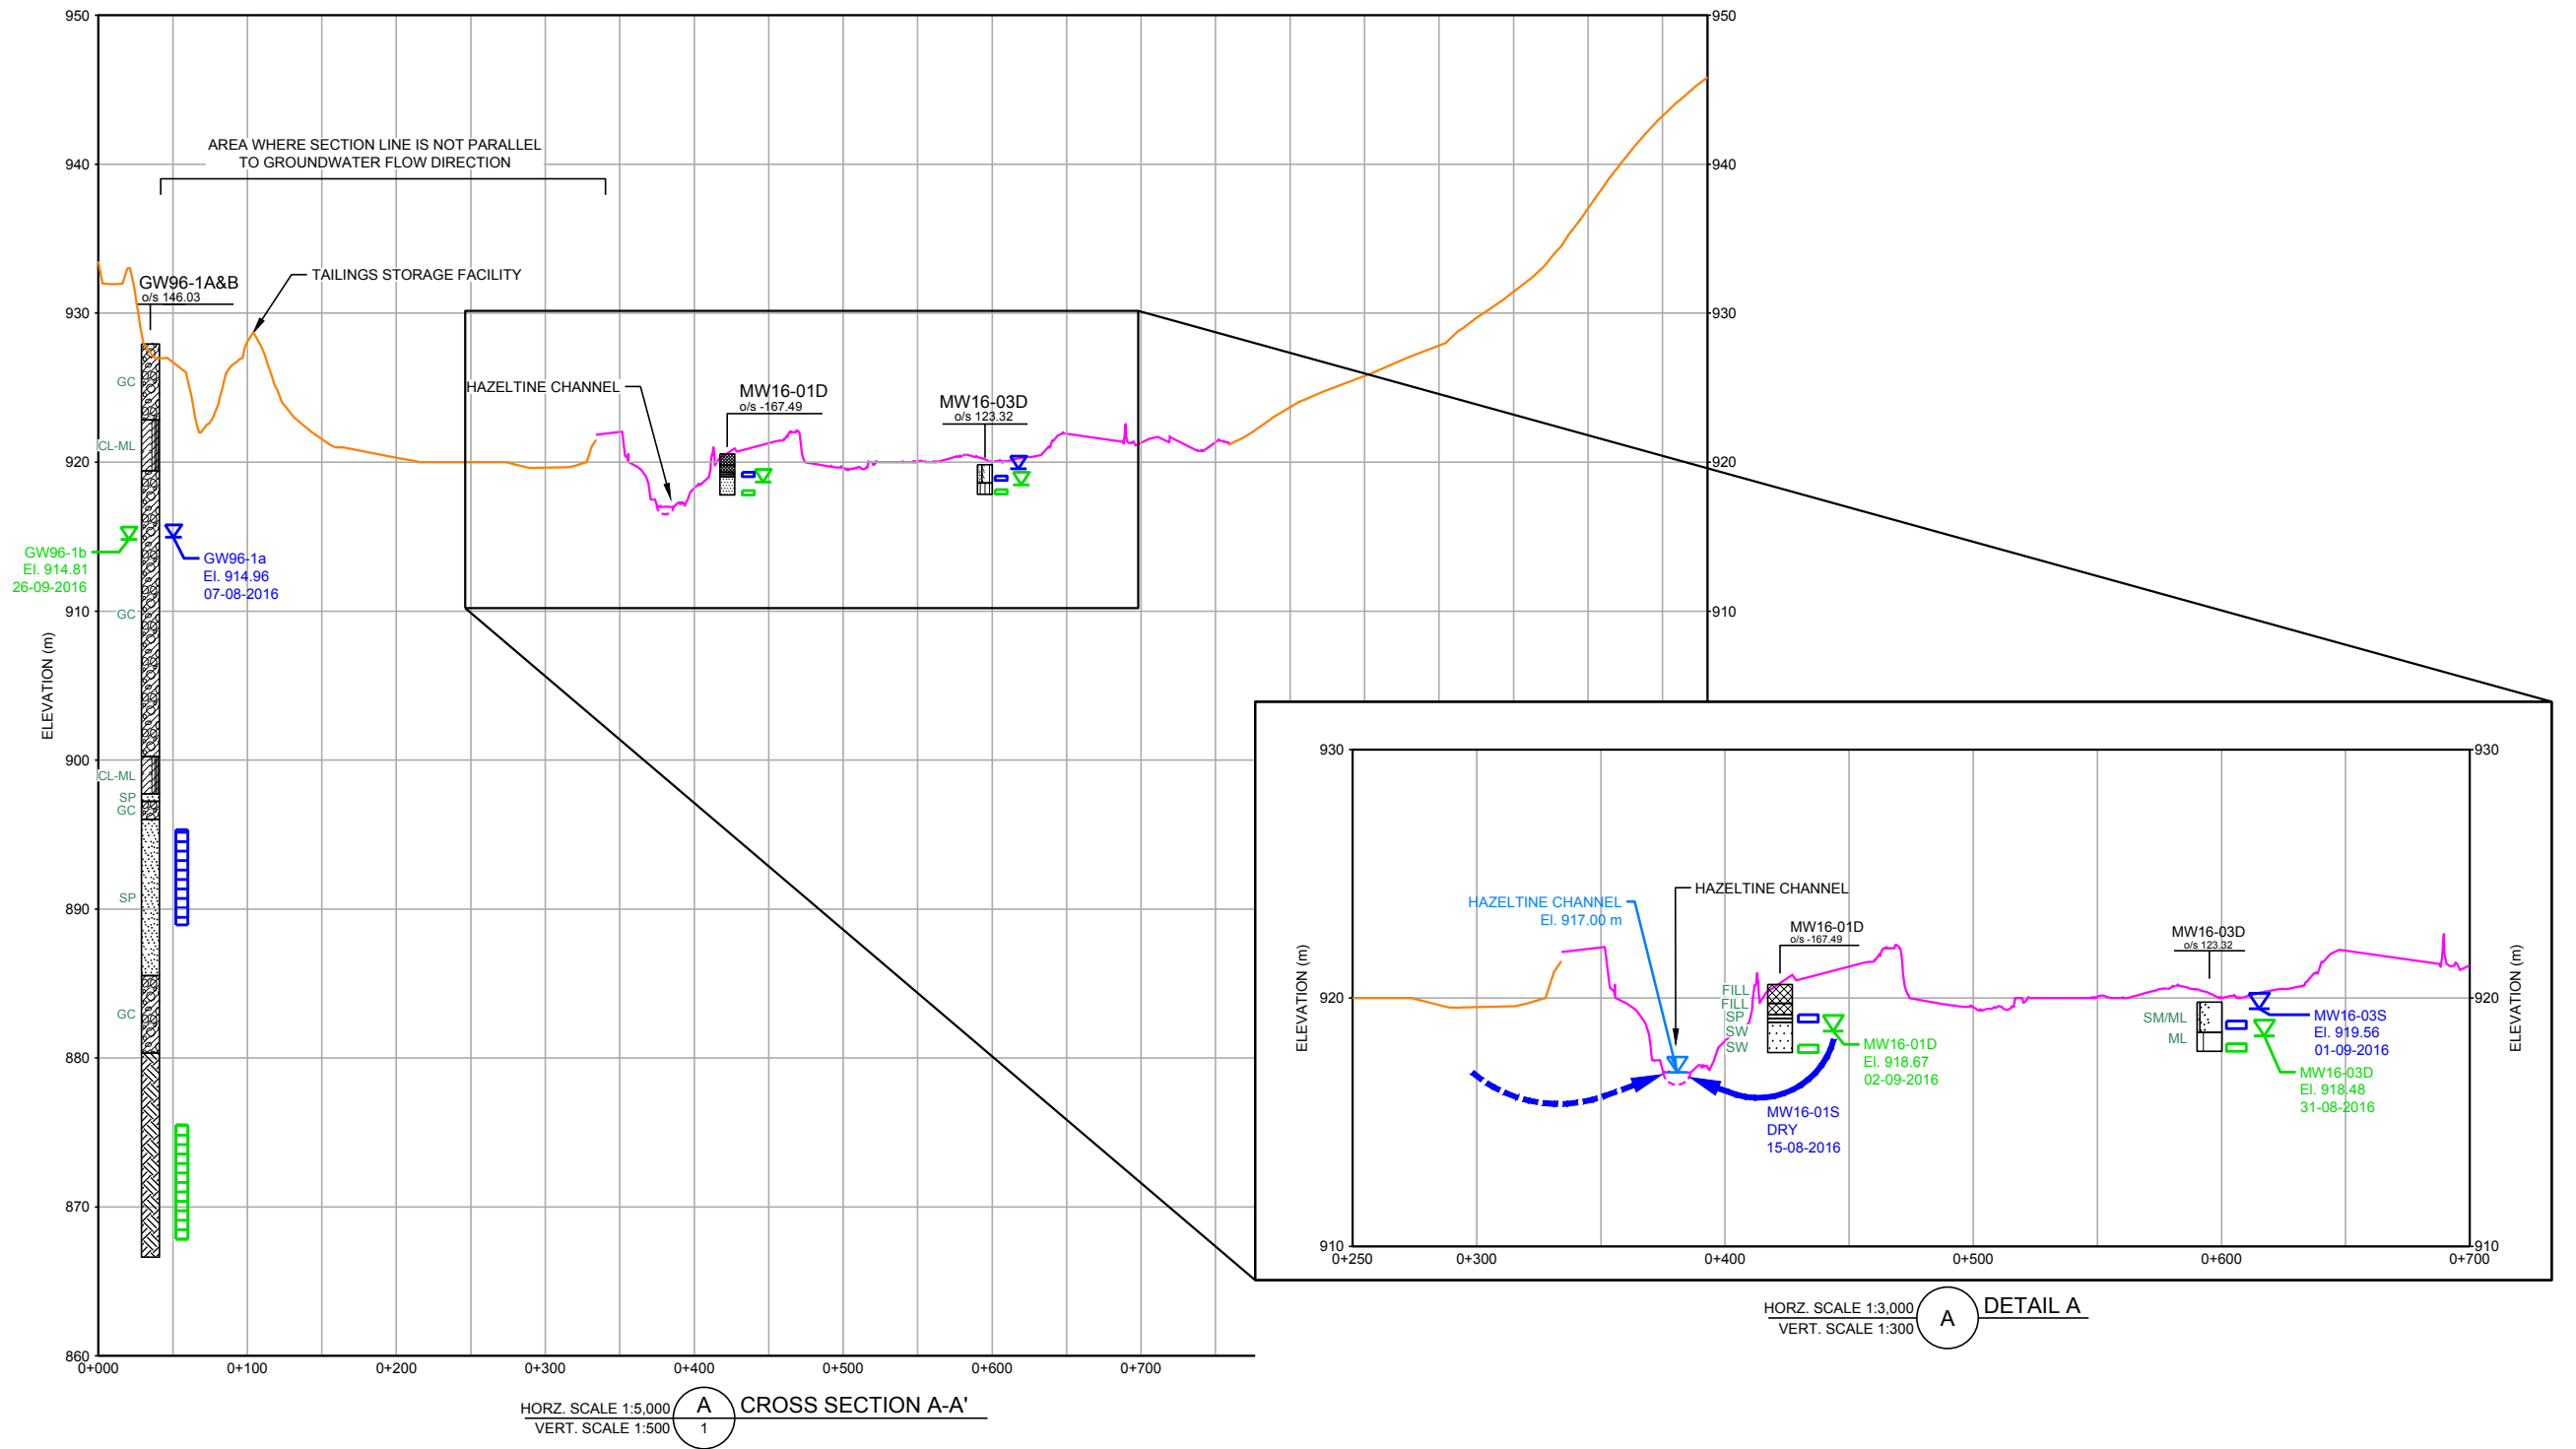 950
950
AREA WHERE SECTION LINE IS NOT PARALLEL
TO GROUNDWATER FLOW DIRECTION
940
940
TAILINGS STORAGE FACILITY
GW96-1A&B
o/s 146.03
930
930
GC
HAZELTINE CHANNEL
MW16-01D
o/s -167.49
MW16-03D
o/s 123.32
CL-ML
920
920
GW96-1b
El. 914.81
26-09-2016
GW96-1a
El. 914.96
07-08-2016
GC
910
910
ELEVATION (m)
900
CL-ML
SP
GC
SP
890
GC
880
870
860
0+000
0+100
0+200
0+300
0+400
0+500
0+600
0+700
HORZ. SCALE 1:5,000
VERT. SCALE 1:500
A
1
CROSS SECTION A-A'
930
930
HAZELTINE CHANNEL
HAZELTINE CHANNEL
El. 917.00 m
MW16-01D
o/s -167.49
MW16-03D
o/s 123.32
ELEVATION (m)
ELEVATION (m)
FILL
FILL
SP
SW
SW
920
920
SM/ML
ML
MW16-03S
El. 919.56
01-09-2016
MW16-01D
El. 918.67
02-09-2016
MW16-03D
El. 918.48
31-08-2016
MW16-01S
DRY
15-08-2016
910
910
0+250
0+300
0+400
0+500
0+600
0+700
HORZ. SCALE 1:3,000
VERT. SCALE 1:300
A
DETAIL A